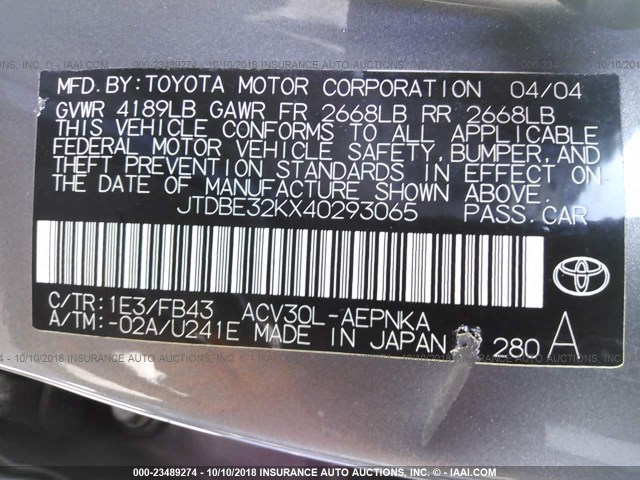 MFD. BY: TOYOTA MOTOR CORPORATION 04/04
GVWR 4189LB GAWR FR 2668LB RR 2668LB
THIS VEHICLE CONFORMS TO ALL APPLICABLE
FEDERAL MOTOR VEHICLE SAFETY, BUMPER, AND
THEFT PREVENTION STANDARDS IN EFFECT ON
THE DATE OF MANUFACTURE SHOWN ABOVE.
JTDBE32KX40293065 PASS. CAR
C/TR: 1E3/FB43 ACV30L-AEPNKA
A/TM: -02A/U241E MADE IN JAPAN 280 A
000-23489274 - 10/10/2018 - INSURANCE AUTO AUCTIONS - © IAAI.COM